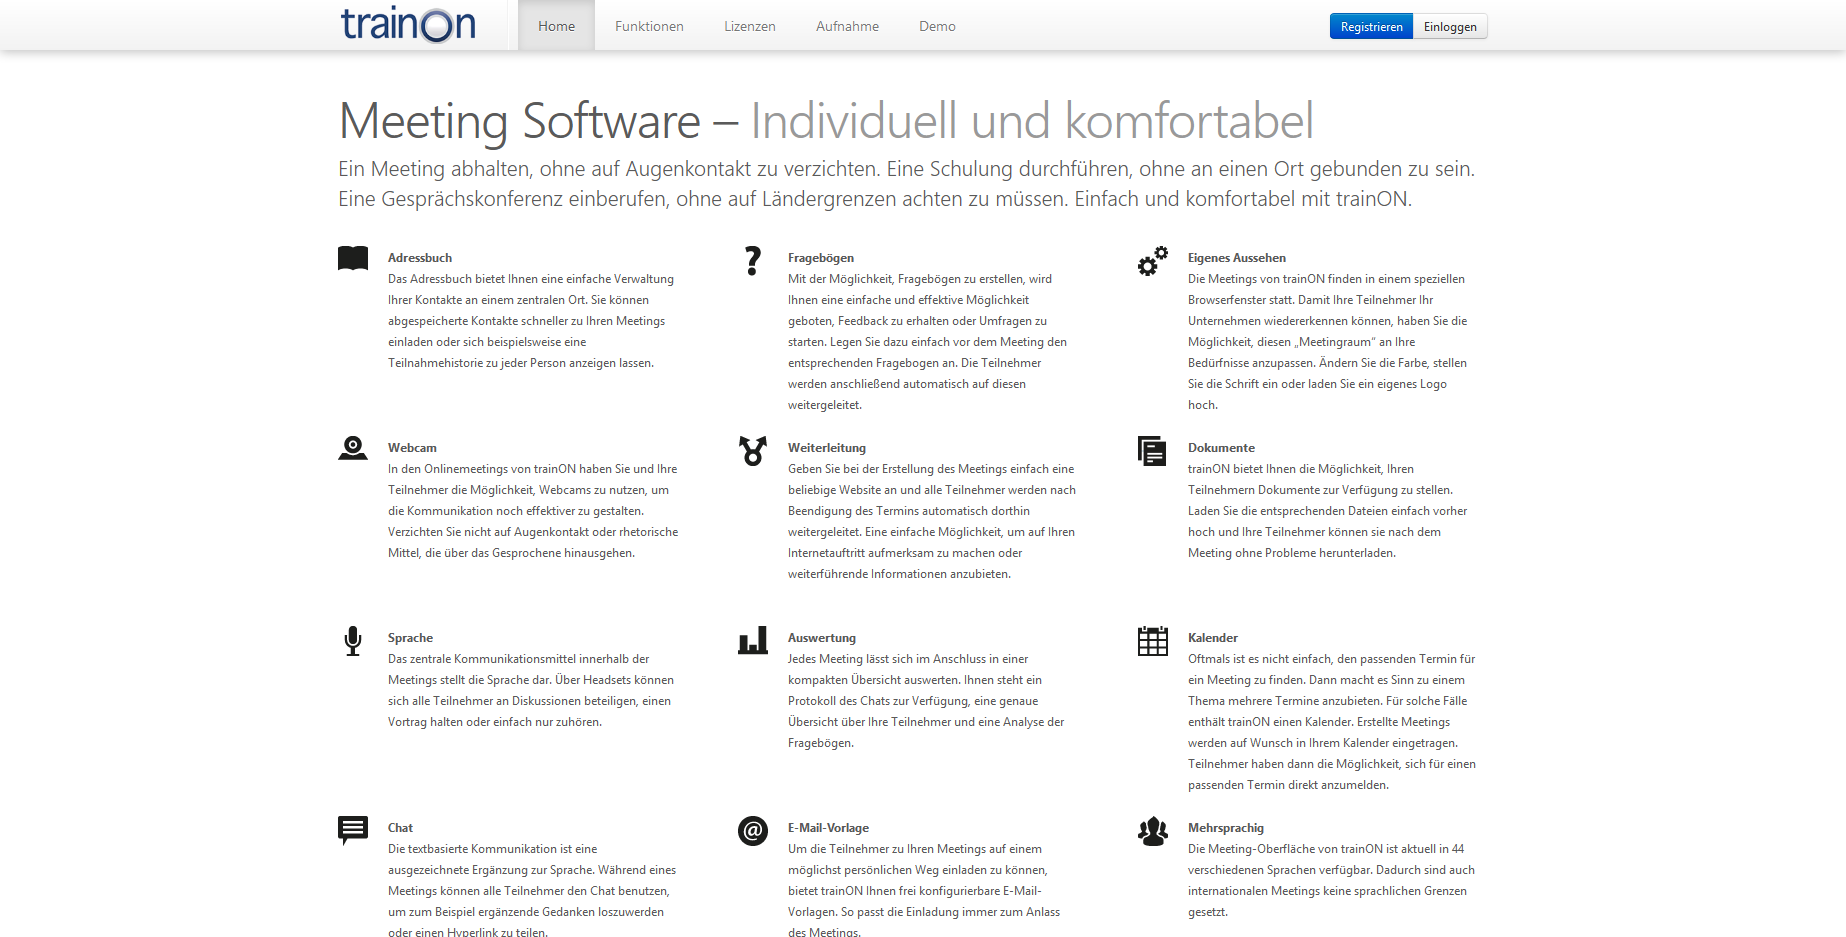 trainOn
Home
Funktionen
Lizenzen
Aufnahme
Demo
Registrieren
Einloggen
Meeting Software – Individuell und komfortabel
Ein Meeting abhalten, ohne auf Augenkontakt zu verzichten. Eine Schulung durchführen, ohne an einen Ort gebunden zu sein.
Eine Gesprächskonferenz einberufen, ohne auf Ländergrenzen achten zu müssen. Einfach und komfortabel mit trainON.
Adressbuch
Das Adressbuch bietet Ihnen eine einfache Verwaltung
Ihrer Kontakte an einem zentralen Ort. Sie können
abgespeicherte Kontakte schneller zu Ihren Meetings
einladen oder sich beispielsweise eine
Teilnahmehistorie zu jeder Person anzeigen lassen.
Fragebögen
Mit der Möglichkeit, Fragebögen zu erstellen, wird
Ihnen eine einfache und effektive Möglichkeit
geboten, Feedback zu erhalten oder Umfragen zu
starten. Legen Sie dazu einfach vor dem Meeting den
entsprechenden Fragebogen an. Die Teilnehmer
werden anschließend automatisch auf diesen
weitergeleitet.
Eigenes Aussehen
Die Meetings von trainON finden in einem speziellen
Browserfenster statt. Damit Ihre Teilnehmer Ihr
Unternehmen wiedererkennen können, haben Sie die
Möglichkeit, diesen „Meetingraum“ an Ihre
Bedürfnisse anzupassen. Ändern Sie die Farbe, stellen
Sie die Schrift ein oder laden Sie ein eigenes Logo
hoch.
Webcam
In den Onlinemeetings von trainON haben Sie und Ihre
Teilnehmer die Möglichkeit, Webcams zu nutzen, um
die Kommunikation noch effektiver zu gestalten.
Verzichten Sie nicht auf Augenkontakt oder rhetorische
Mittel, die über das Gesprochene hinausgehen.
Weiterleitung
Geben Sie bei der Erstellung des Meetings einfach eine
beliebige Website an und alle Teilnehmer werden nach
Beendigung des Termins automatisch dorthin
weitergeleitet. Eine einfache Möglichkeit, um auf Ihren
Internetauftritt aufmerksam zu machen oder
weiterführende Informationen anzubieten.
Dokumente
trainON bietet Ihnen die Möglichkeit, Ihren
Teilnehmern Dokumente zur Verfügung zu stellen.
Laden Sie die entsprechenden Dateien einfach vorher
hoch und Ihre Teilnehmer können sie nach dem
Meeting ohne Probleme herunterladen.
Sprache
Das zentrale Kommunikationsmittel innerhalb der
Meetings stellt die Sprache dar. Über Headsets können
sich alle Teilnehmer an Diskussionen beteiligen, einen
Vortrag halten oder einfach nur zuhören.
Auswertung
Jedes Meeting lässt sich im Anschluss in einer
kompakten Übersicht auswerten. Ihnen steht ein
Protokoll des Chats zur Verfügung, eine genaue
Übersicht über Ihre Teilnehmer und eine Analyse der
Fragebögen.
Kalender
Oftmals ist es nicht einfach, den passenden Termin für
ein Meeting zu finden. Dann macht es Sinn zu einem
Thema mehrere Termine anzubieten. Für solche Fälle
enthält trainON einen Kalender. Erstellte Meetings
werden auf Wunsch in Ihrem Kalender eingetragen.
Teilnehmer haben dann die Möglichkeit, sich für einen
passenden Termin direkt anzumelden.
Chat
Die textbasierte Kommunikation ist eine
ausgezeichnete Ergänzung zur Sprache. Während eines
Meetings können alle Teilnehmer den Chat benutzen,
um zum Beispiel ergänzende Gedanken loszuwerden
oder einen Hyperlink zu teilen.
E-Mail-Vorlage
Um die Teilnehmer zu Ihren Meetings auf einem
möglichst persönlichen Weg einladen zu können,
bietet trainON Ihnen frei konfigurierbare E-Mail-
Vorlagen. So passt die Einladung immer zum Anlass
des Meetings.
Mehrsprachig
Die Meeting-Oberfläche von trainON ist aktuell in 44
verschiedenen Sprachen verfügbar. Dadurch sind auch
internationalen Meetings keine sprachlichen Grenzen
gesetzt.